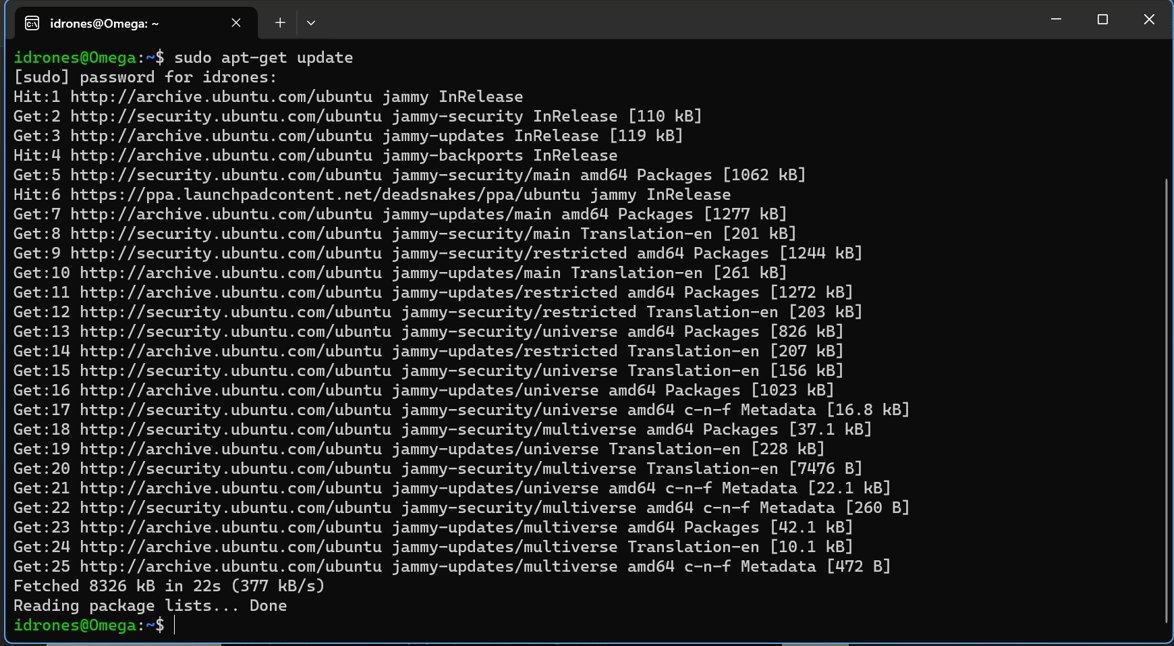 idrones@Omega: ~
idrones@Omega:~$ sudo apt-get update
[sudo] password for idrones:
Hit:1 http://archive.ubuntu.com/ubuntu jammy InRelease
Get:2 http://security.ubuntu.com/ubuntu jammy-security InRelease [110 kB]
Get:3 http://archive.ubuntu.com/ubuntu jammy-updates InRelease [119 kB]
Hit:4 http://archive.ubuntu.com/ubuntu jammy-backports InRelease
Get:5 http://security.ubuntu.com/ubuntu jammy-security/main amd64 Packages [1062 kB]
Hit:6 https://ppa.launchpadcontent.net/deadsnakes/ppa/ubuntu jammy InRelease
Get:7 http://archive.ubuntu.com/ubuntu jammy-updates/main amd64 Packages [1277 kB]
Get:8 http://security.ubuntu.com/ubuntu jammy-security/main Translation-en [201 kB]
Get:9 http://security.ubuntu.com/ubuntu jammy-security/restricted amd64 Packages [1244 kB]
Get:10 http://archive.ubuntu.com/ubuntu jammy-updates/main Translation-en [261 kB]
Get:11 http://archive.ubuntu.com/ubuntu jammy-updates/restricted amd64 Packages [1272 kB]
Get:12 http://security.ubuntu.com/ubuntu jammy-security/restricted Translation-en [203 kB]
Get:13 http://security.ubuntu.com/ubuntu jammy-security/universe amd64 Packages [826 kB]
Get:14 http://archive.ubuntu.com/ubuntu jammy-updates/restricted Translation-en [207 kB]
Get:15 http://security.ubuntu.com/ubuntu jammy-security/universe Translation-en [156 kB]
Get:16 http://archive.ubuntu.com/ubuntu jammy-updates/universe amd64 Packages [1023 kB]
Get:17 http://security.ubuntu.com/ubuntu jammy-security/universe amd64 c-n-f Metadata [16.8 kB]
Get:18 http://security.ubuntu.com/ubuntu jammy-security/multiverse amd64 Packages [37.1 kB]
Get:19 http://archive.ubuntu.com/ubuntu jammy-updates/universe Translation-en [228 kB]
Get:20 http://security.ubuntu.com/ubuntu jammy-security/multiverse Translation-en [7476 B]
Get:21 http://archive.ubuntu.com/ubuntu jammy-updates/universe amd64 c-n-f Metadata [22.1 kB]
Get:22 http://security.ubuntu.com/ubuntu jammy-security/multiverse amd64 c-n-f Metadata [260 B]
Get:23 http://archive.ubuntu.com/ubuntu jammy-updates/multiverse amd64 Packages [42.1 kB]
Get:24 http://archive.ubuntu.com/ubuntu jammy-updates/multiverse Translation-en [10.1 kB]
Get:25 http://archive.ubuntu.com/ubuntu jammy-updates/multiverse amd64 c-n-f Metadata [472 B]
Fetched 8326 kB in 22s (377 kB/s)
Reading package lists... Done
idrones@Omega:~$